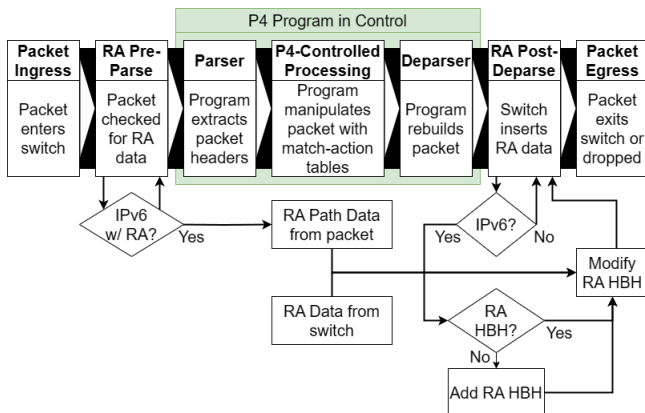 P4 Program in Control
Packet
Ingress
RA Pre-
Parse
Parser
P4-Controlled
Processing
Deparser
RA Post-
Deparse
Packet
Egress
Packet
enters
switch
Packet
checked
for RA
data
Program
extracts
packet
headers
Program
manipulates
packet with
match-action
tables
Program
rebuilds
packet
Switch
inserts
RA data
Packet
exits
switch or
dropped
IPv6
w/ RA?
Yes
RA Path Data
from packet
IPv6?
Yes
No
Modify
RA HBH
RA Data from
switch
RA
HBH?
Yes
No
Add RA HBH